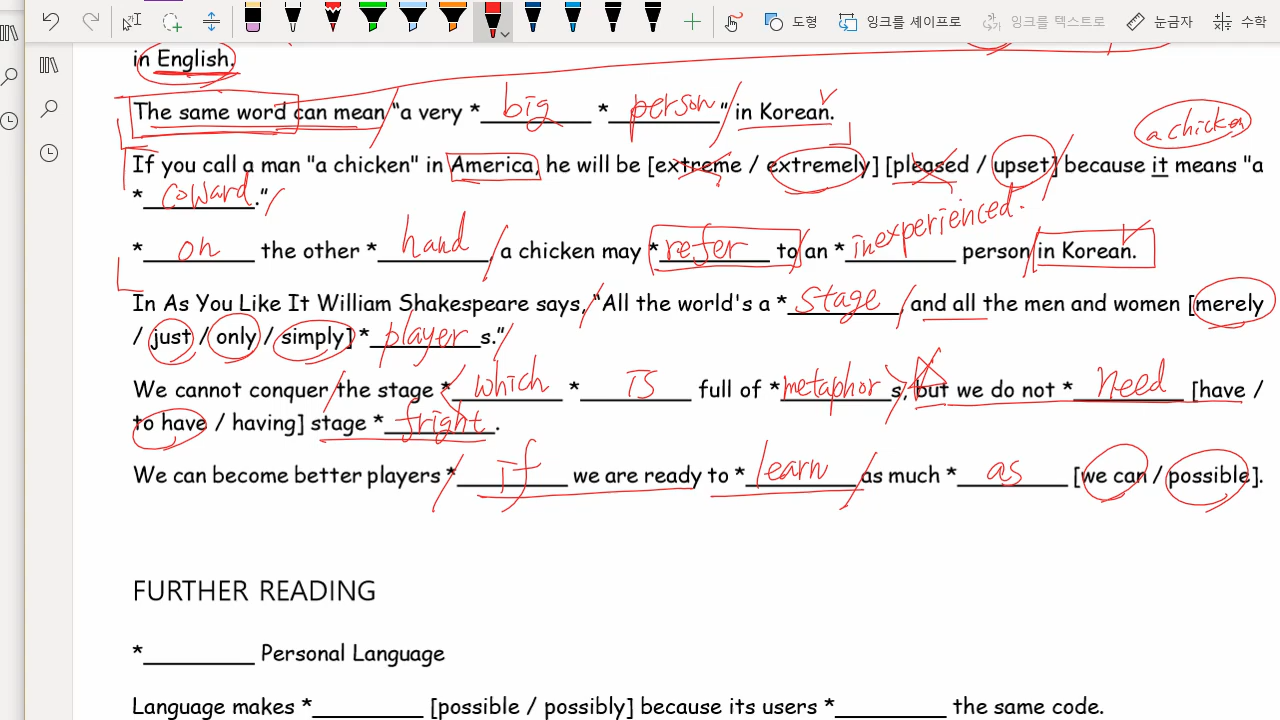 도형 잉크를 셰이프로 잉크를 텍스트로 눈금자 수학
in English.
The same word can mean "a very * big * person" in Korean.
a chicken
If you call a man "a chicken" in America, he will be [extreme / extremely] [pleased / upset] because it means "a
* coward."
* on the other * hand, a chicken may * refer to an * inexperienced person in Korean.
In As You Like It William Shakespeare says, "All the world's a * stage, and all the men and women [merely
/ just / only / simply] * players."
We cannot conquer the stage * which * is full of * metaphors, but we do not * need [have /
to have / having] stage * fright.
We can become better players * if we are ready to * learn as much * as [we can / possible].
FURTHER READING
*__________ Personal Language
Language makes *__________ [possible / possibly] because its users *__________ the same code.